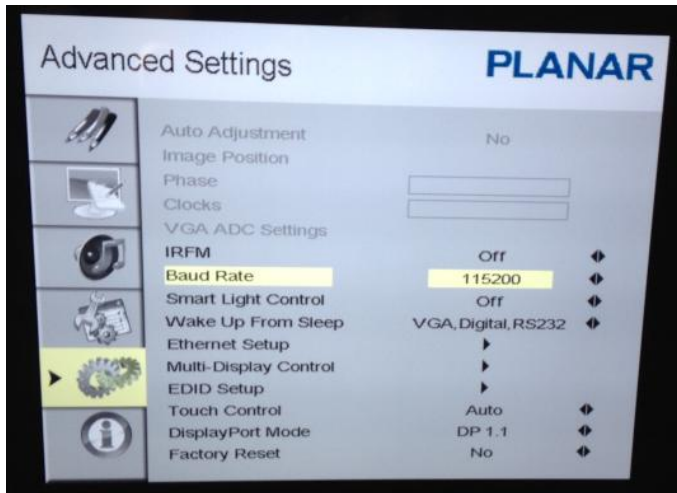 Advanced Settings
PLANAR
Auto Adjustment No
Image Position
Phase
Clocks
VGA ADC Settings
IRFM Off
Baud Rate 115200
Smart Light Control Off
Wake Up From Sleep VGA,Digital,RS232
Ethernet Setup
Multi-Display Control
EDID Setup
Touch Control Auto
DisplayPort Mode DP 1.1
Factory Reset No